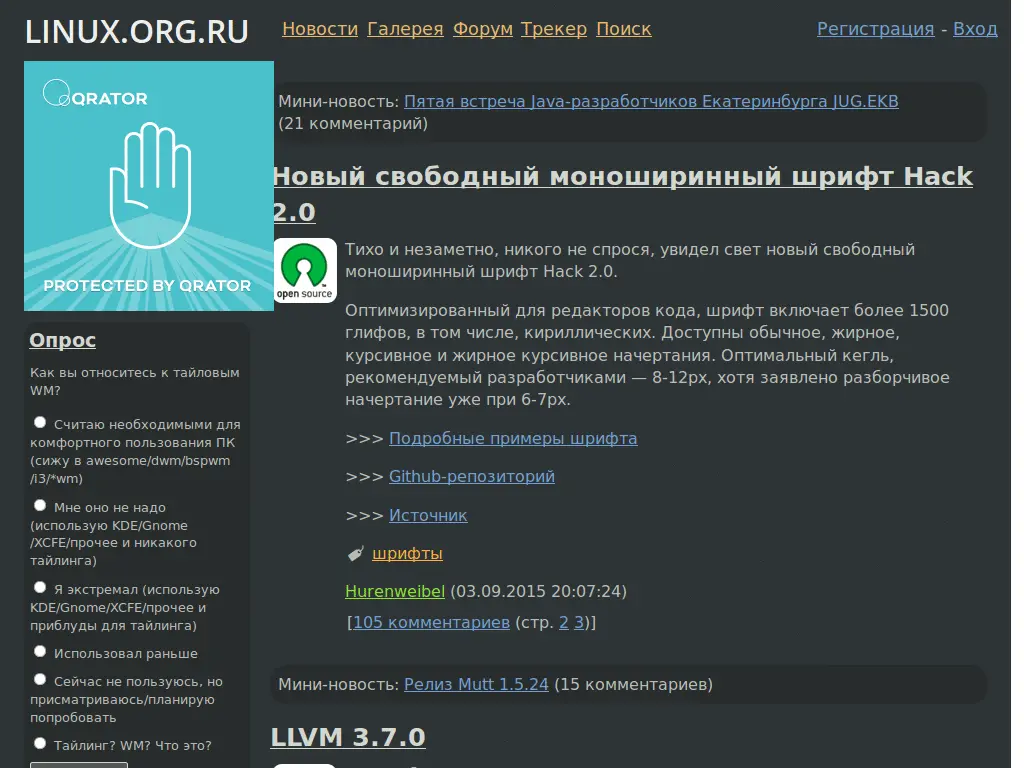 LINUX.ORG.RU
Новости Галерея Форум Трекер Поиск
Регистрация - Вход
QRATOR
PROTECTED BY QRATOR
Опрос
Как вы относитесь к тайловым
WM?
Считаю необходимыми для
комфортного пользования ПК
(сижу в awesome/dwm/bspwm
/i3/*wm)
Мне оно не надо
(использую KDE/Gnome
/XCFE/прочее и никакого
тайлинга)
Я экстремал (использую
KDE/Gnome/XCFE/прочее и
приблуды для тайлинга)
Использовал раньше
Сейчас не пользуюсь, но
присматриваюсь/планирую
попробовать
Тайлинг? WM? Что это?
Мини-новость: Пятая встреча Java-разработчиков Екатеринбурга JUG.EKB
(21 комментарий)
Новый свободный моноширинный шрифт Hack
2.0
open source
Тихо и незаметно, никого не спрося, увидел свет новый свободный
моноширинный шрифт Hack 2.0.
Оптимизированный для редакторов кода, шрифт включает более 1500
глифов, в том числе, кириллических. Доступны обычное, жирное,
курсивное и жирное курсивное начертания. Оптимальный кегль,
рекомендуемый разработчиками — 8-12px, хотя заявлено разборчивое
начертание уже при 6-7px.
>>> Подробные примеры шрифта
>>> Github-репозиторий
>>> Источник
шрифты
Hurenweibel (03.09.2015 20:07:24)
[105 комментариев (стр. 2 3)]
Мини-новость: Релиз Mutt 1.5.24 (15 комментариев)
LLVM 3.7.0